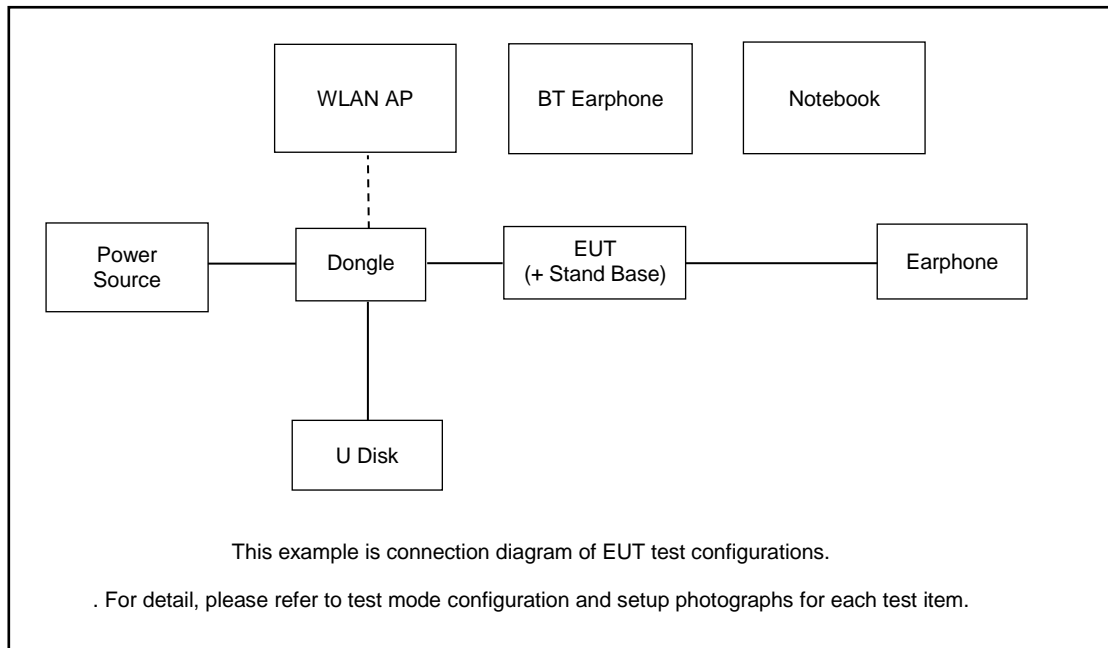 WLAN AP
BT Earphone
Notebook
Power
Source
Dongle
EUT
(+ Stand Base)
Earphone
U Disk
This example is connection diagram of EUT test configurations.
. For detail, please refer to test mode configuration and setup photographs for each test item.